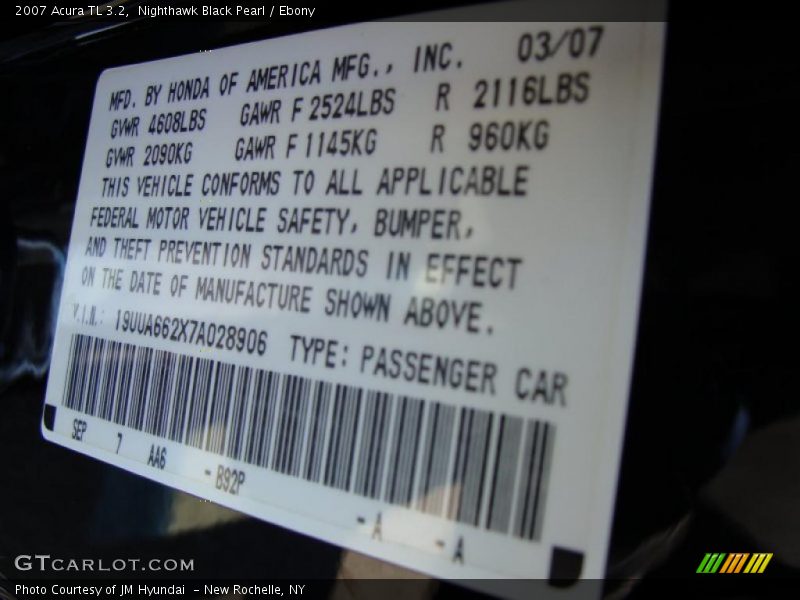 2007 Acura TL 3.2,  Nighthawk Black Pearl / Ebony
MFD. BY HONDA OF AMERICA MFG., INC. 03/07
GVWR 4608LBS GAWR F 2524LBS R 2116LBS
GVWR 2090KG GAWR F 1145KG R 960KG
THIS VEHICLE CONFORMS TO ALL APPLICABLE
FEDERAL MOTOR VEHICLE SAFETY, BUMPER,
AND THEFT PREVENTION STANDARDS IN EFFECT
ON THE DATE OF MANUFACTURE SHOWN ABOVE.
V.I.N.: 19UUA662X7A028906 TYPE: PASSENGER CAR
SEP 7 AA6 - B92P - A - A
GTCARLOT.COM
Photo Courtesy of JM Hyundai - New Rochelle, NY